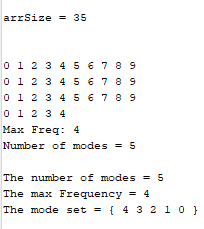 arrSize = 35
0 1 2 3 4 5 6 7 8 9
0 1 2 3 4 5 6 7 8 9
0 1 2 3 4 5 6 7 8 9
0 1 2 3 4
Max Freq: 4
Number of modes = 5
The number of modes = 5
The max Frequency = 4
The mode set = { 4 3 2 1 0 }